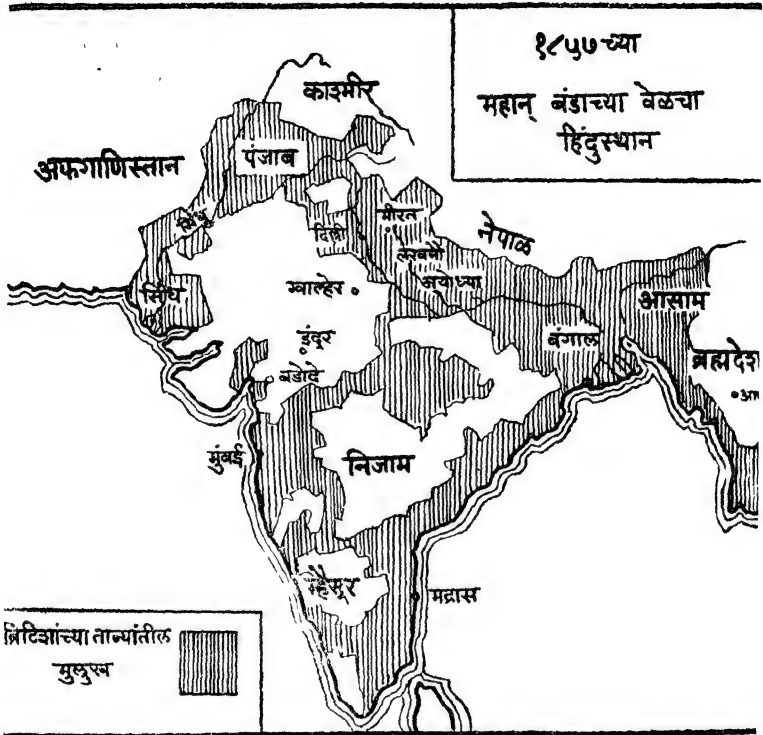 १८५७च्या
महान् बंडाच्या वेळचा
हिंदुस्थान
काश्मीर
अफगाणिस्तान
पंजाब
सिंधू
दिल्ली
मीरत
नेपाळ
लखनौ
अयोध्या
सिंध
ग्वाल्हेर
आसाम
इंदूर
बंगाल
बडोदे
ब्रह्मदेश
मुंबई
निजाम
म्हैसूर
मद्रास
ब्रिटिशांच्या ताब्यांतील
मुलुख